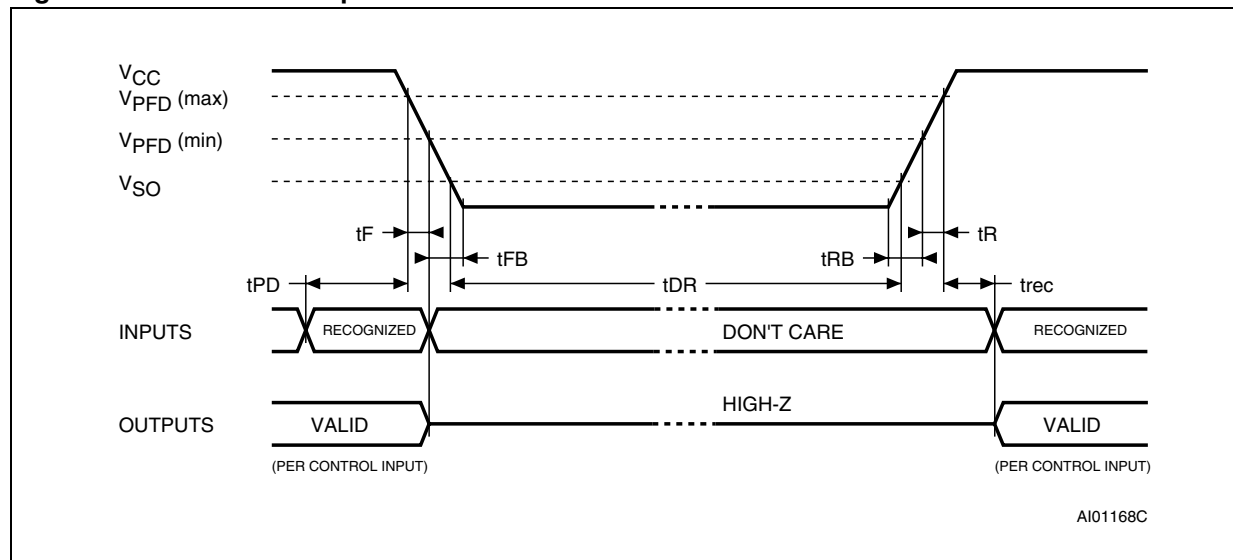 VCC
VPFD (max)
VPFD (min)
VSO
tF
tFB
tRB
tR
tPD
tDR
trec
INPUTS
RECOGNIZED
DON'T CARE
RECOGNIZED
HIGH-Z
OUTPUTS
VALID
VALID
(PER CONTROL INPUT)
(PER CONTROL INPUT)
AI01168C